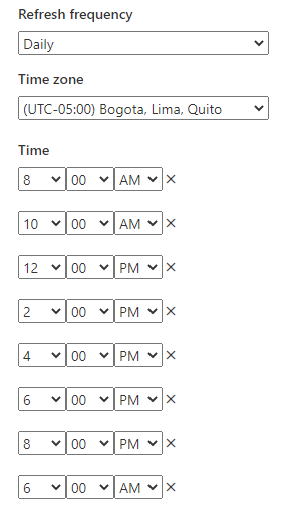 Refresh frequency
Daily
Time zone
(UTC-05:00) Bogota, Lima, Quito
Time
8 00 AM ×
10 00 AM ×
12 00 PM ×
2 00 PM ×
4 00 PM ×
6 00 PM ×
8 00 PM ×
6 00 AM ×